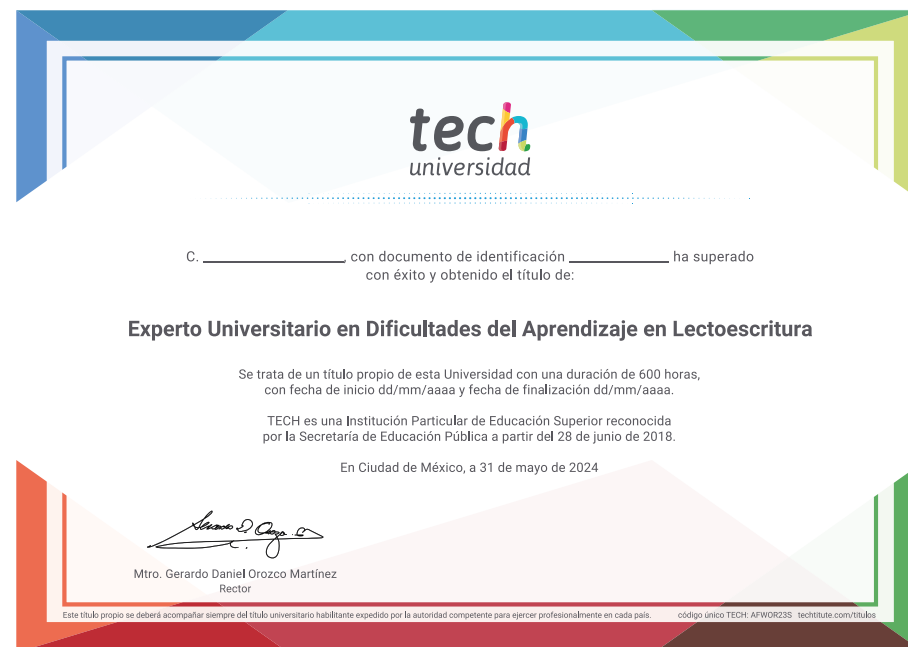 tech
universidad
C. ____________, con documento de identificación ____________ ha superado
con éxito y obtenido el título de:
Experto Universitario en Dificultades del Aprendizaje en Lectoescritura
Se trata de un título propio de esta Universidad con una duración de 600 horas,
con fecha de inicio dd/mm/aaaa y fecha de finalización dd/mm/aaaa.
TECH es una Institución Particular de Educación Superior reconocida
por la Secretaría de Educación Pública a partir del 28 de junio de 2018.
En Ciudad de México, a 31 de mayo de 2024
Mtro. Gerardo Daniel Orozco Martínez
Rector
Este título propio se deberá acompañar siempre del título universitario habilitante expedido por la autoridad competente para ejercer profesionalmente en cada país. código único TECH: AFWOR23S techtitute.com/titulos